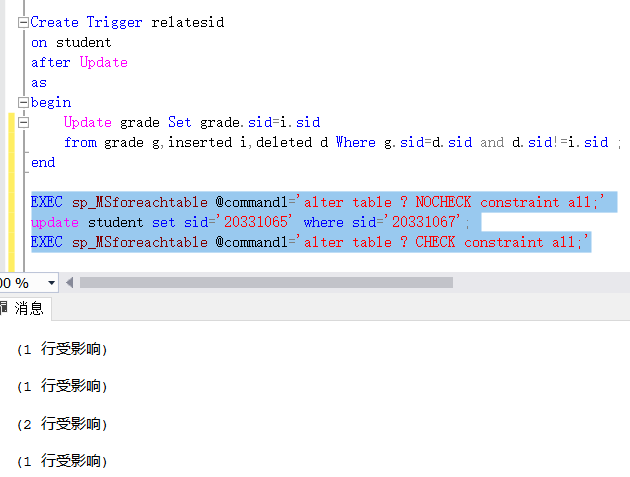 Create Trigger relatesid
on student
after Update
as
begin
Update grade Set grade.sid=i.sid
from grade g,inserted i,deleted d Where g.sid=d.sid and d.sid!=i.sid ;
end
EXEC sp_MSforeachtable @command1='alter table ? NOCHECK constraint all;'
update student set sid='20331065' where sid='20331067';
EXEC sp_MSforeachtable @command1='alter table ? CHECK constraint all;'
00 %
消息
(1 行受影响)
(1 行受影响)
(2 行受影响)
(1 行受影响)